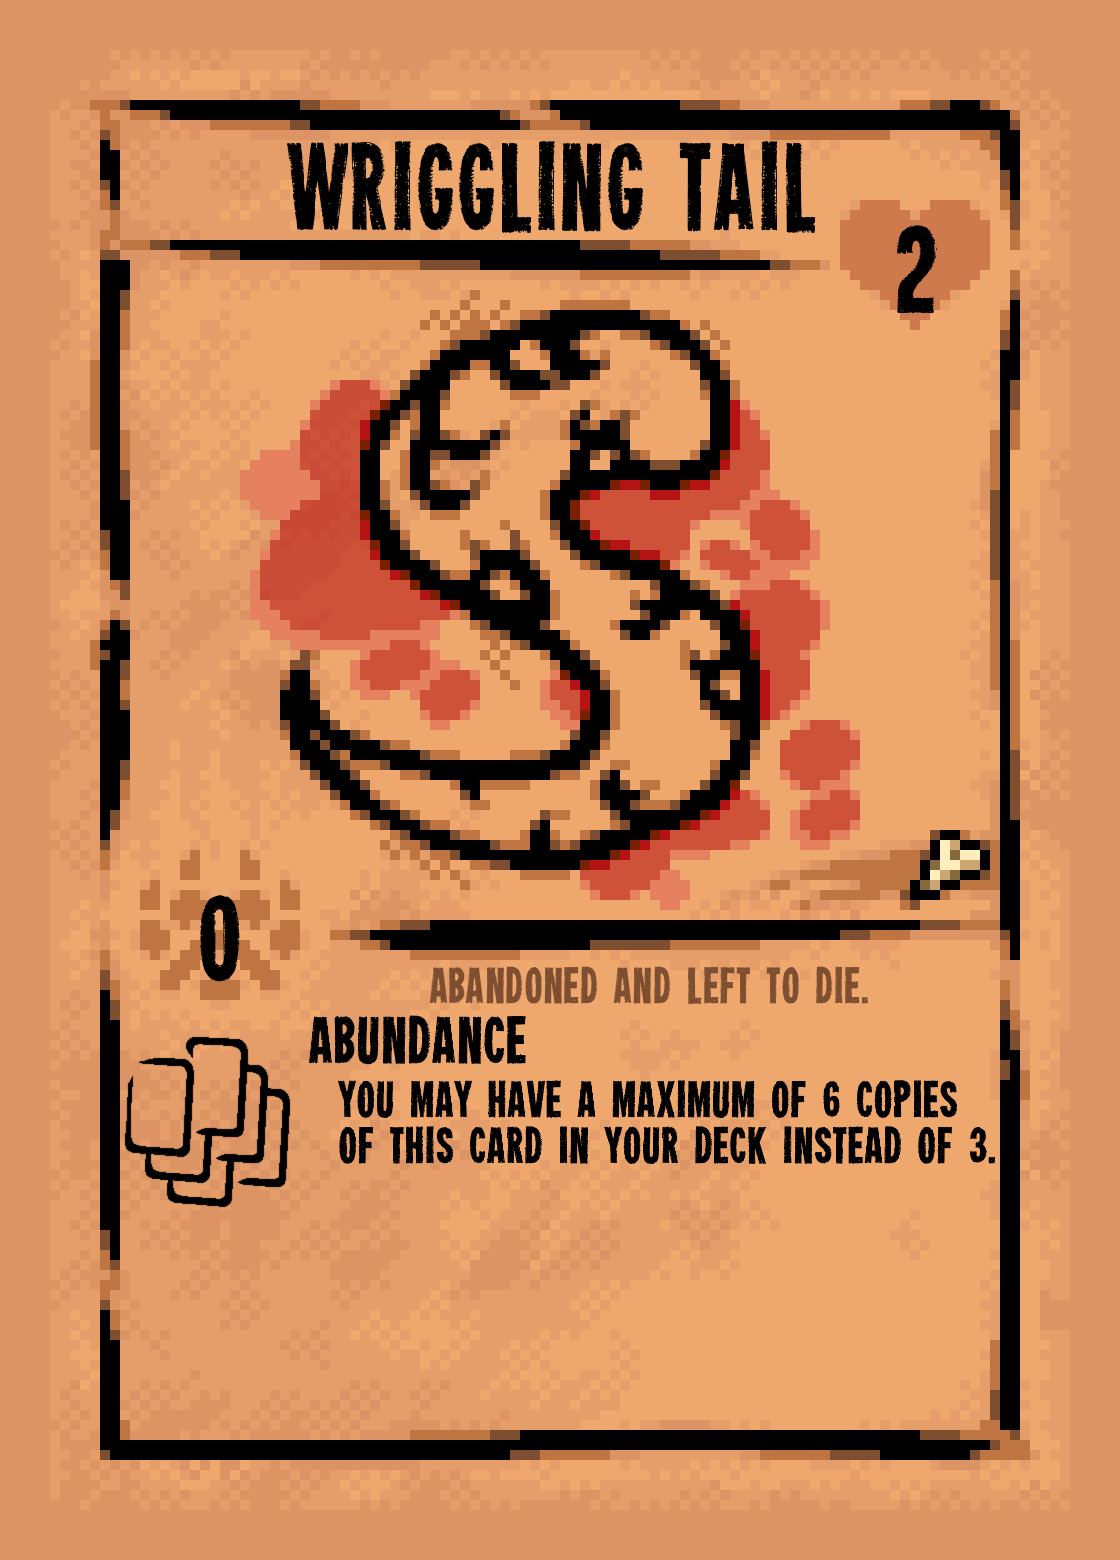 WRIGGLING TAIL
2
0
ABANDONED AND LEFT TO DIE.
ABUNDANCE
YOU MAY HAVE A MAXIMUM OF 6 COPIES
OF THIS CARD IN YOUR DECK INSTEAD OF 3.